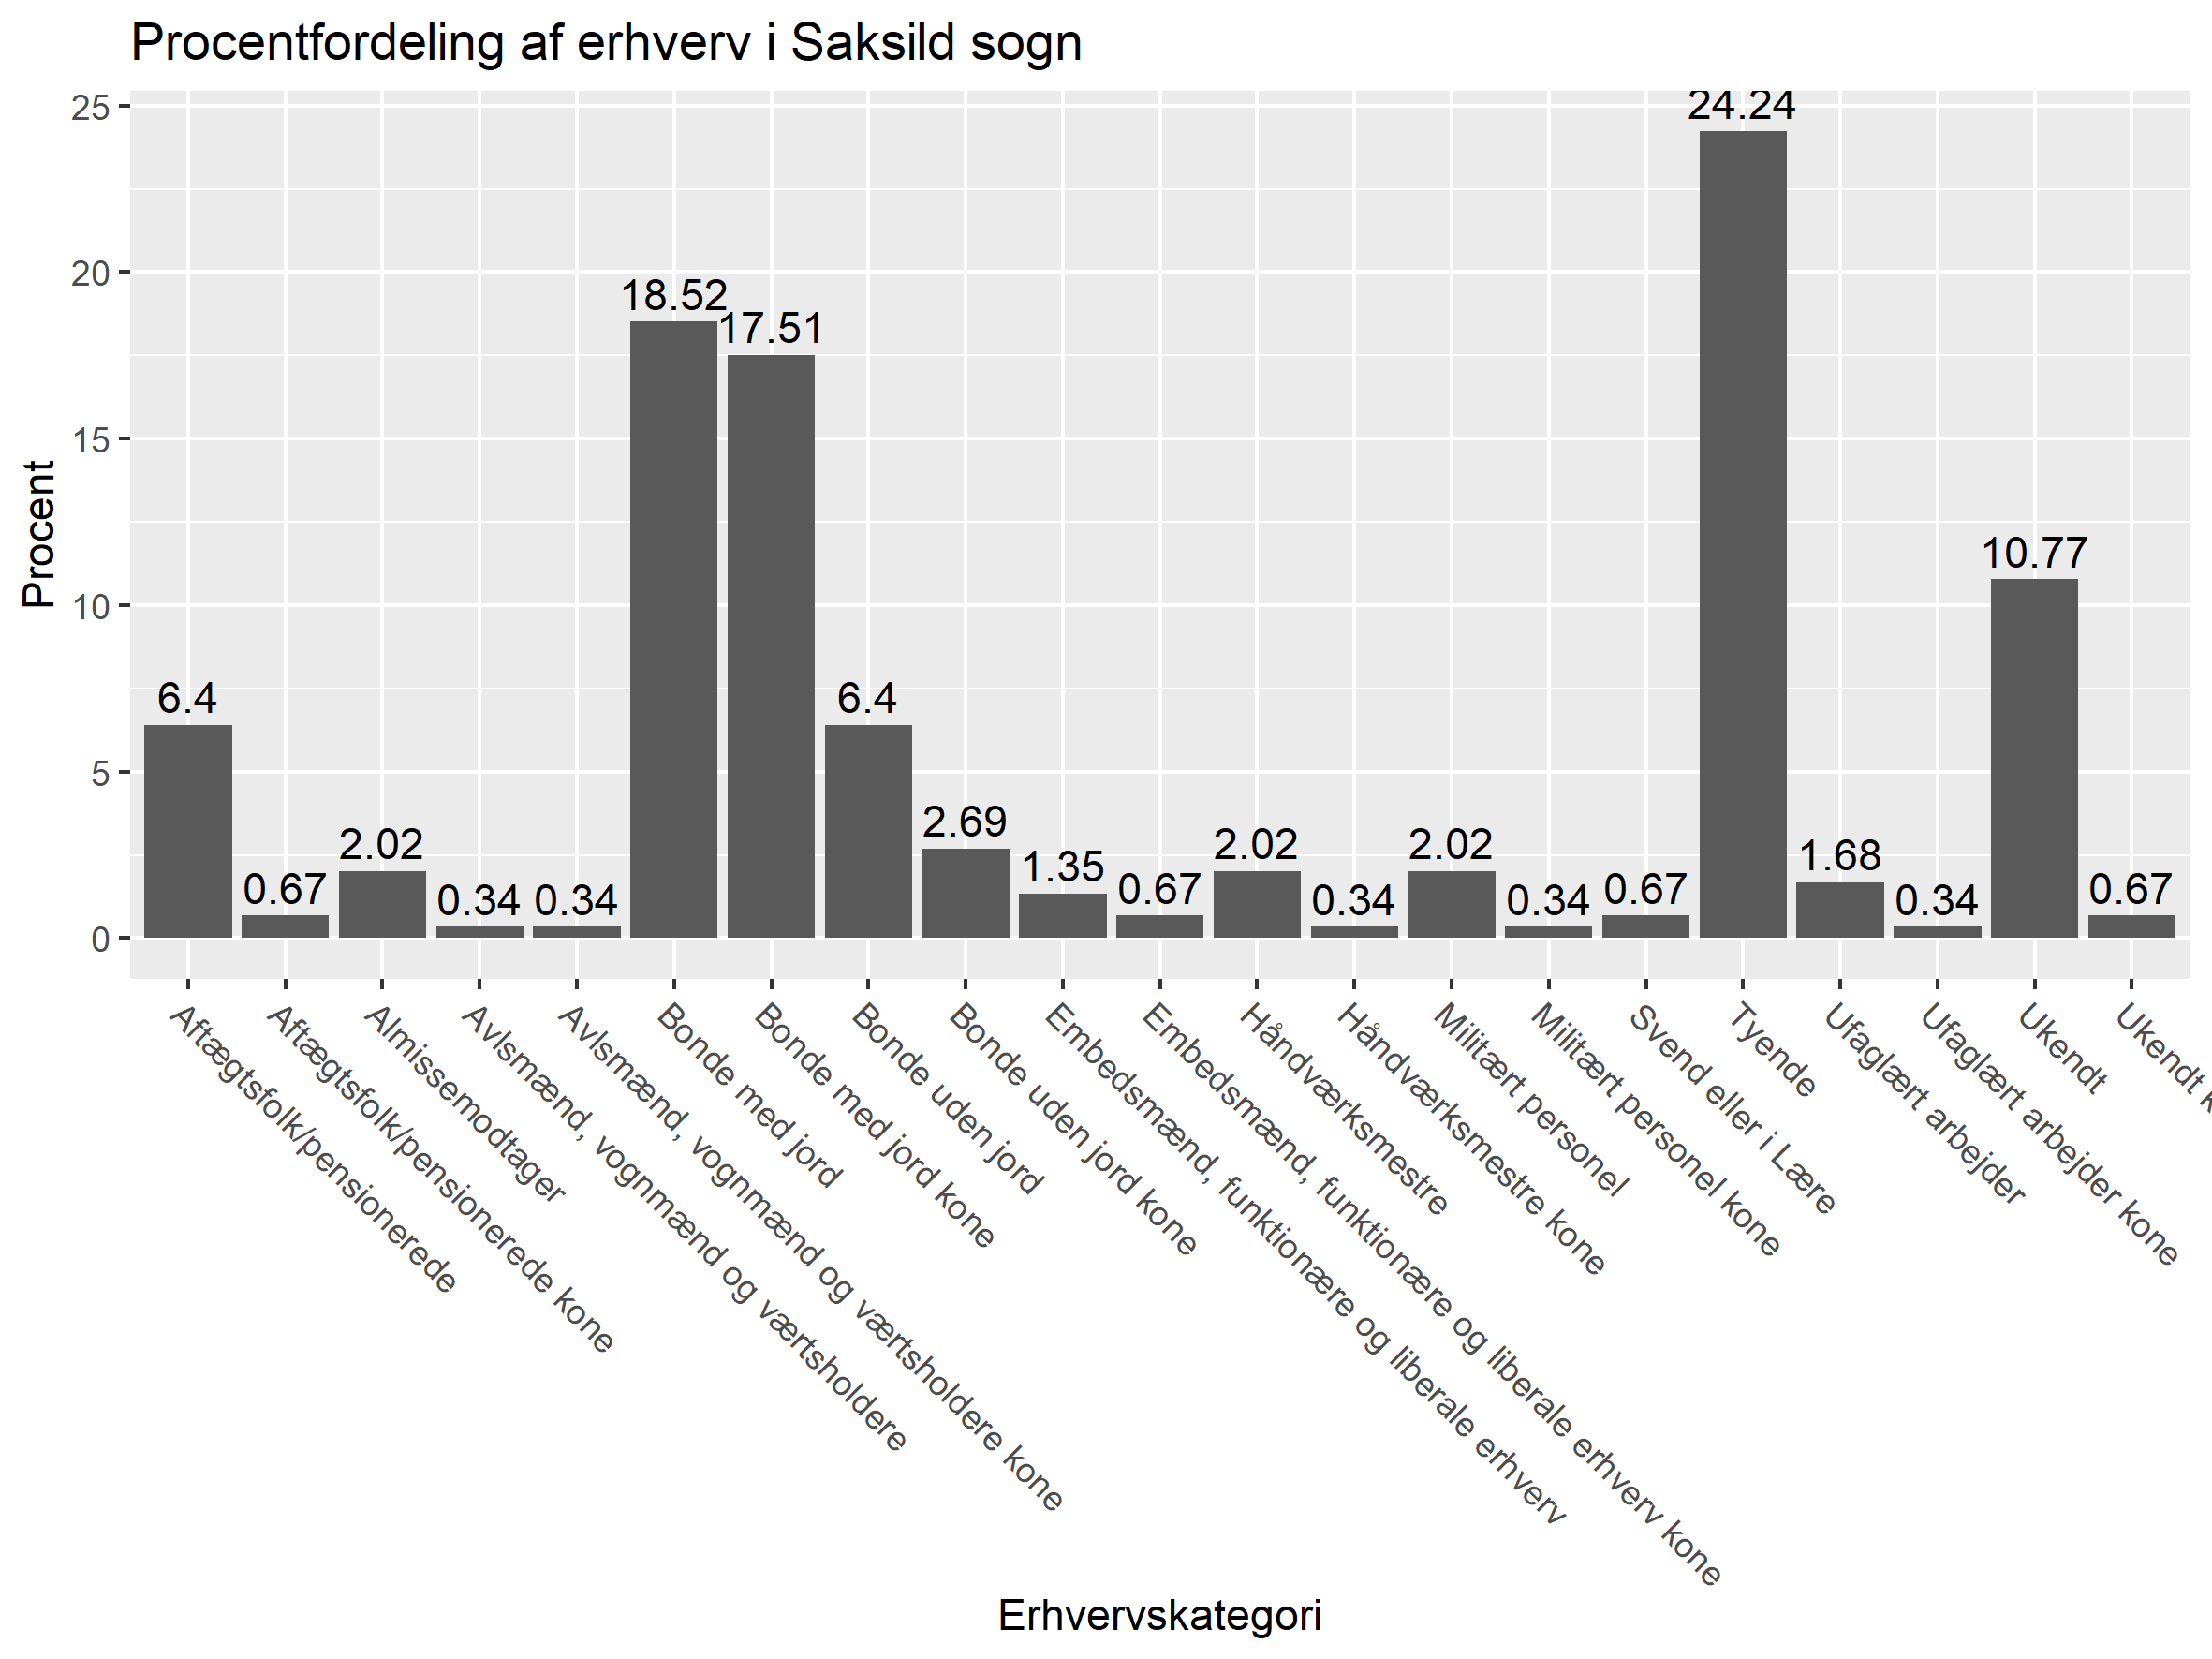 Procentfordeling af erhverv i Saksild sogn
Procent
25
20
15
10
5
0
6.4
0.67
2.02
0.34
0.34
18.52
17.51
6.4
2.69
1.35
0.67
2.02
0.34
2.02
0.34
0.67
24.24
1.68
0.34
10.77
0.67
Aftægtsfolk/pensionerede
Aftægtsfolk/pensionerede kone
Almissemodtager
Avlsmænd, vognmænd og værtsholdere
Avlsmænd, vognmænd og værtsholdere kone
Bonde med jord
Bonde med jord kone
Bonde uden jord
Bonde uden jord kone
Embedsmænd, funktionære og liberale erhverv
Embedsmænd, funktionære og liberale erhverv kone
Håndværksmestre
Håndværksmestre kone
Militært personel
Militært personel kone
Svend eller i Lære
Tyende
Ufaglært arbejder
Ufaglært arbejder kone
Ukendt
Ukendt
Erhvervskategori